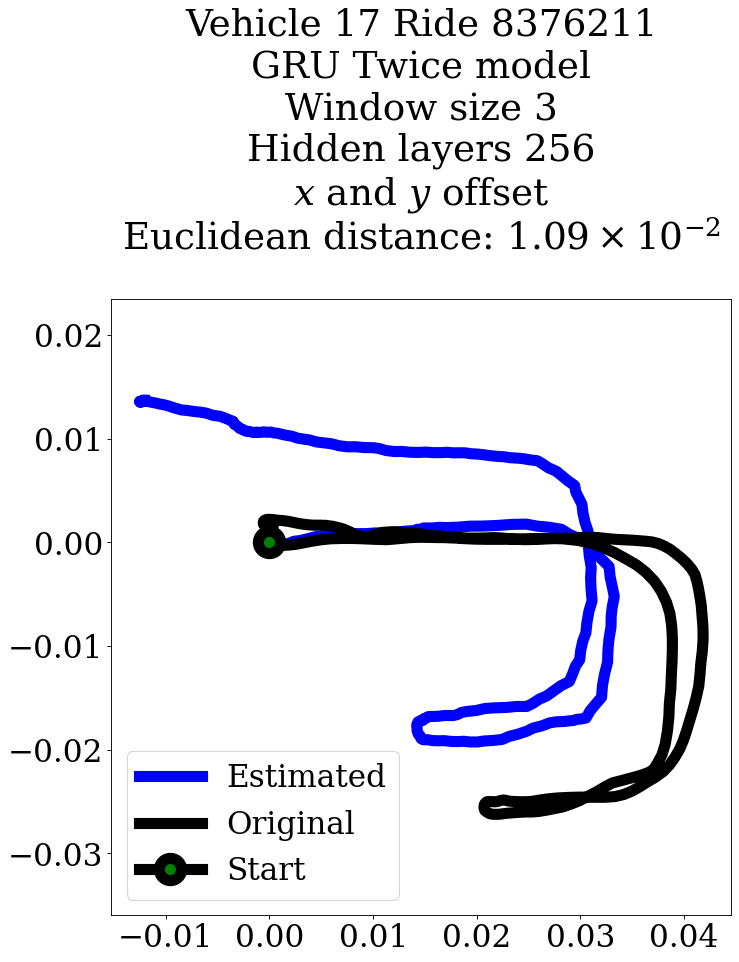 Vehicle 17 Ride 8376211
GRU Twice model
Window size 3
Hidden layers 256
x and y offset
Euclidean distance: 1.09 × 10⁻²
0.02
0.01
0.00
−0.01
−0.02
−0.03
Estimated
Original
Start
−0.01 0.00 0.01 0.02 0.03 0.04